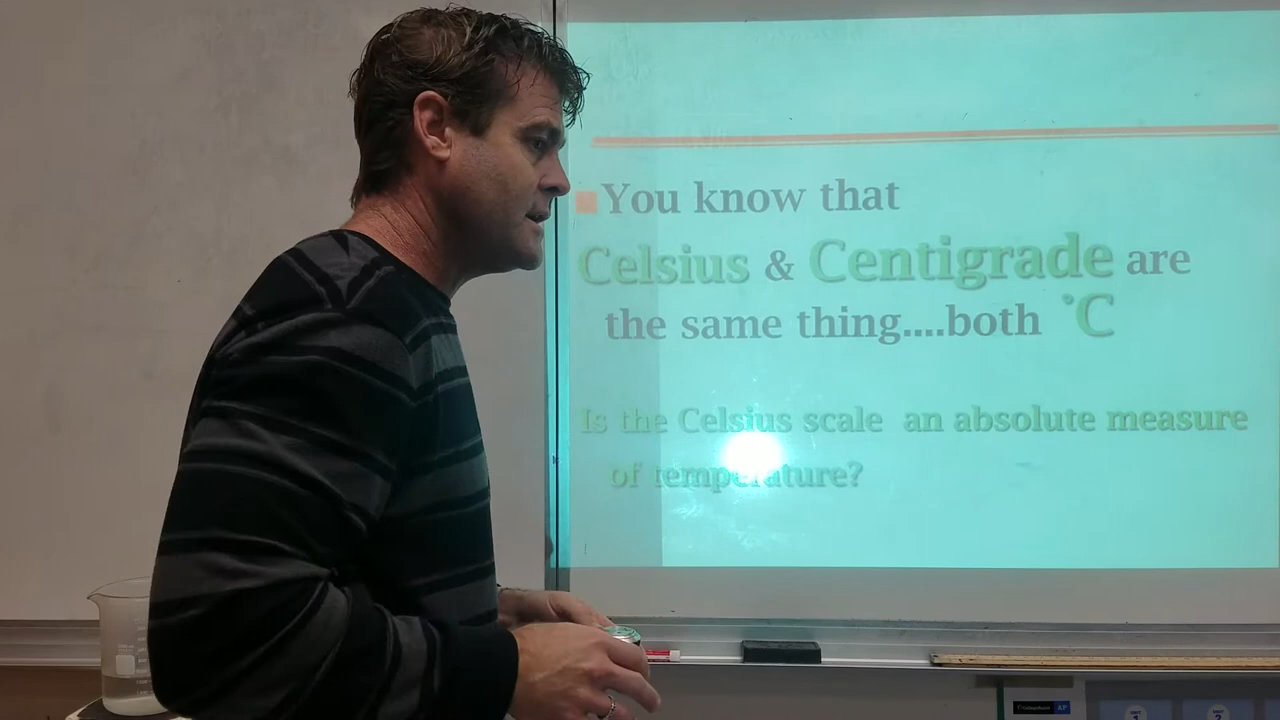 You know that
Celsius & Centigrade are
the same thing....both °C
Is the Celsius scale an absolute measure
of temperature?
AP